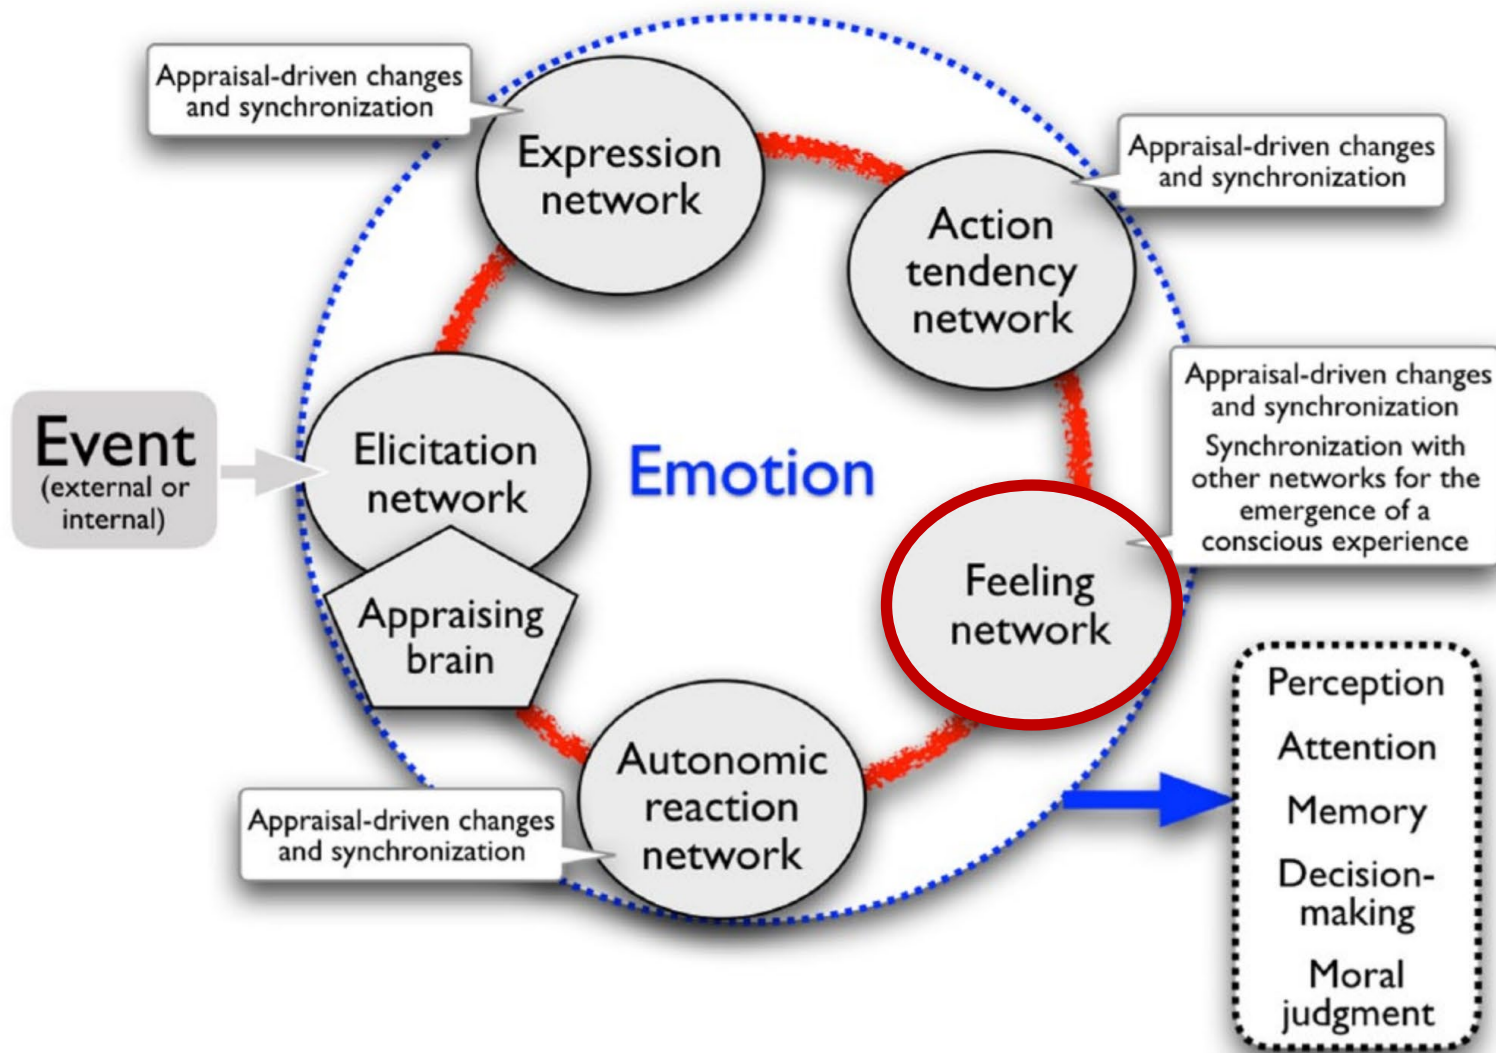 Appraisal-driven changes
and synchronization
Expression
network
Appraisal-driven changes
and synchronization
Action
tendency
network
Event
(external or
internal)
Elicitation
network
Emotion
Appraisal-driven changes
and synchronization
Synchronization with
other networks for the
emergence of a
conscious experience
Feeling
network
Appraising
brain
Autonomic
reaction
network
Appraisal-driven changes
and synchronization
Perception
Attention
Memory
Decision-
making
Moral
judgment